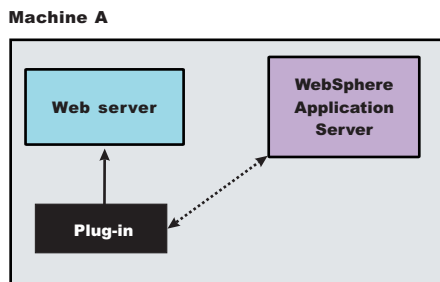 Machine A
Web server
WebSphere
Application
Server
Plug-in